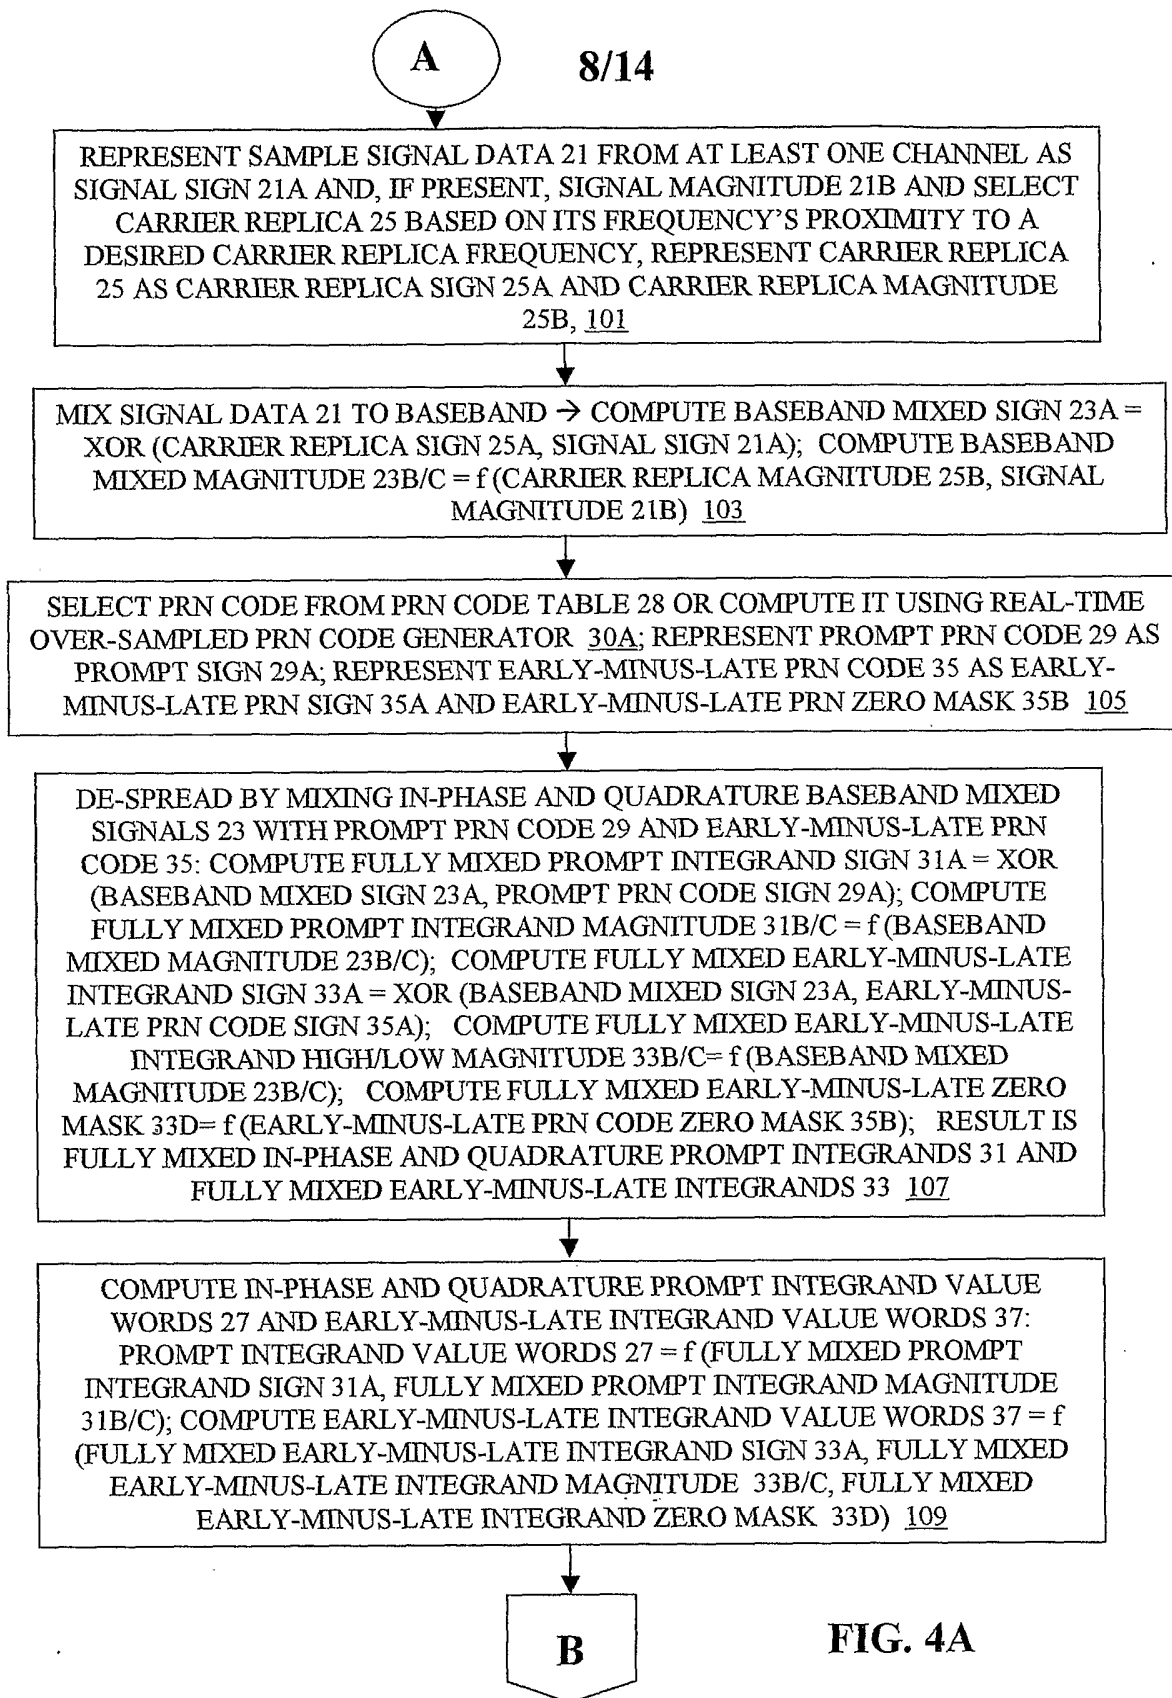 A
8/14
REPRESENT SAMPLE SIGNAL DATA 21 FROM AT LEAST ONE CHANNEL AS
SIGNAL SIGN 21A AND, IF PRESENT, SIGNAL MAGNITUDE 21B AND SELECT
CARRIER REPLICA 25 BASED ON ITS FREQUENCY'S PROXIMITY TO A
DESIRED CARRIER REPLICA FREQUENCY, REPRESENT CARRIER REPLICA
25 AS CARRIER REPLICA SIGN 25A AND CARRIER REPLICA MAGNITUDE
25B, 101
MIX SIGNAL DATA 21 TO BASEBAND → COMPUTE BASEBAND MIXED SIGN 23A =
XOR (CARRIER REPLICA SIGN 25A, SIGNAL SIGN 21A); COMPUTE BASEBAND
MIXED MAGNITUDE 23B/C = f (CARRIER REPLICA MAGNITUDE 25B, SIGNAL
MAGNITUDE 21B) 103
SELECT PRN CODE FROM PRN CODE TABLE 28 OR COMPUTE IT USING REAL-TIME
OVER-SAMPLED PRN CODE GENERATOR 30A; REPRESENT PROMPT PRN CODE 29 AS
PROMPT SIGN 29A; REPRESENT EARLY-MINUS-LATE PRN CODE 35 AS EARLY-
MINUS-LATE PRN SIGN 35A AND EARLY-MINUS-LATE PRN ZERO MASK 35B 105
DE-SPREAD BY MIXING IN-PHASE AND QUADRATURE BASEBAND MIXED
SIGNALS 23 WITH PROMPT PRN CODE 29 AND EARLY-MINUS-LATE PRN
CODE 35: COMPUTE FULLY MIXED PROMPT INTEGRAND SIGN 31A = XOR
(BASEBAND MIXED SIGN 23A, PROMPT PRN CODE SIGN 29A); COMPUTE
FULLY MIXED PROMPT INTEGRAND MAGNITUDE 31B/C = f (BASEBAND
MIXED MAGNITUDE 23B/C); COMPUTE FULLY MIXED EARLY-MINUS-LATE
INTEGRAND SIGN 33A = XOR (BASEBAND MIXED SIGN 23A, EARLY-MINUS-
LATE PRN CODE SIGN 35A); COMPUTE FULLY MIXED EARLY-MINUS-LATE
INTEGRAND HIGH/LOW MAGNITUDE 33B/C= f (BASEBAND MIXED
MAGNITUDE 23B/C); COMPUTE FULLY MIXED EARLY-MINUS-LATE ZERO
MASK 33D= f (EARLY-MINUS-LATE PRN CODE ZERO MASK 35B); RESULT IS
FULLY MIXED IN-PHASE AND QUADRATURE PROMPT INTEGRANDS 31 AND
FULLY MIXED EARLY-MINUS-LATE INTEGRANDS 33 107
COMPUTE IN-PHASE AND QUADRATURE PROMPT INTEGRAND VALUE
WORDS 27 AND EARLY-MINUS-LATE INTEGRAND VALUE WORDS 37:
PROMPT INTEGRAND VALUE WORDS 27 = f (FULLY MIXED PROMPT
INTEGRAND SIGN 31A, FULLY MIXED PROMPT INTEGRAND MAGNITUDE
31B/C); COMPUTE EARLY-MINUS-LATE INTEGRAND VALUE WORDS 37 = f
(FULLY MIXED EARLY-MINUS-LATE INTEGRAND SIGN 33A, FULLY MIXED
EARLY-MINUS-LATE INTEGRAND MAGNITUDE 33B/C, FULLY MIXED
EARLY-MINUS-LATE INTEGRAND ZERO MASK 33D) 109
B
FIG. 4A